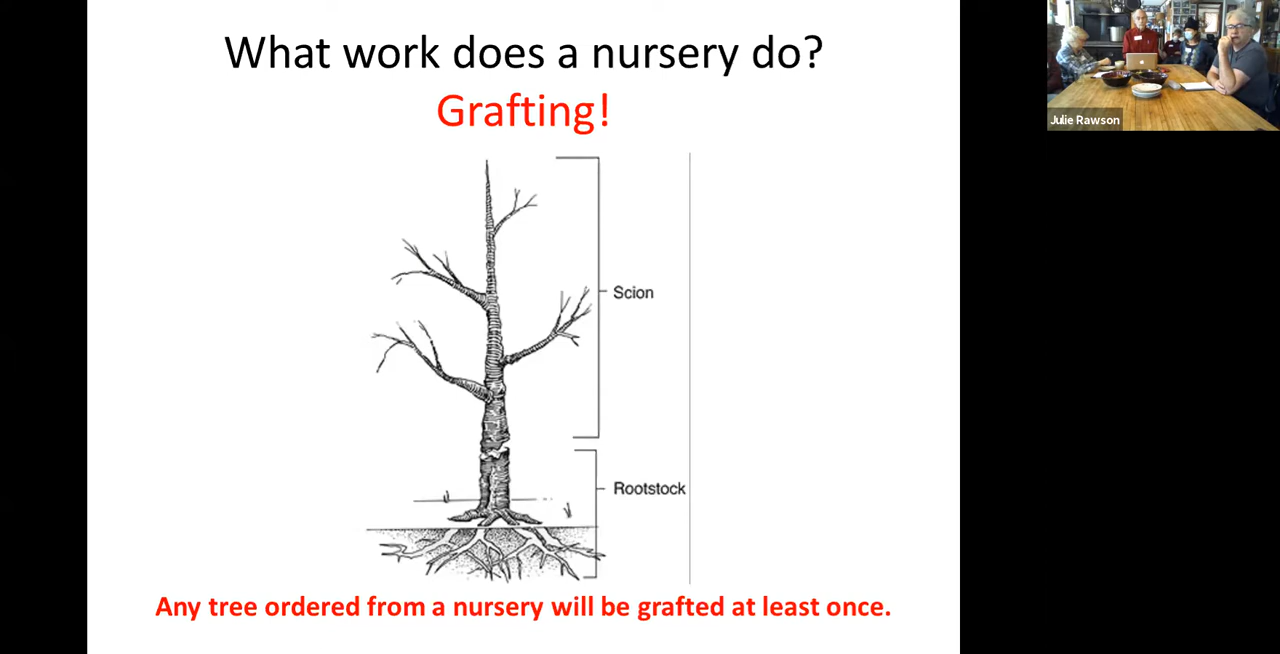 What work does a nursery do?
Grafting!
Julie Rawson
Scion
Rootstock
Any tree ordered from a nursery will be grafted at least once.